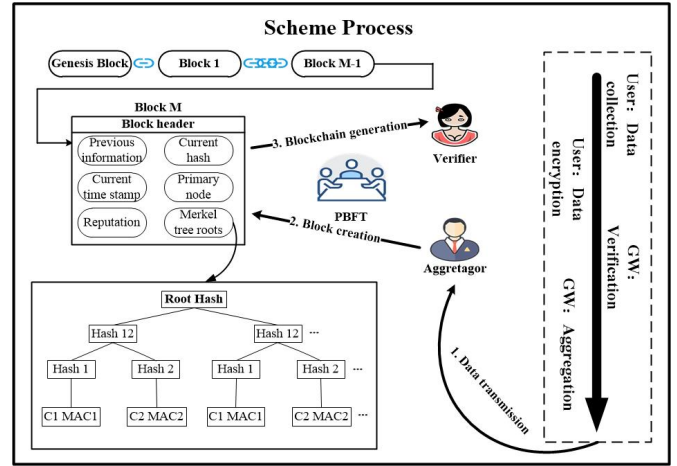 Scheme Process
Genesis Block
Block 1
Block M-1
Block M
Block header
Previous
information
Current
hash
Current
time stamp
Primary
node
Reputation
Merkel
tree roots
3. Blockchain generation
Verifier
PBFT
2. Block creation
Aggretagor
1. Data transmission
User: Data
collection
User: Data
encryption
GW:
Verification
GW: Aggregation
Root Hash
Hash 12
Hash 12
...
Hash 1
Hash 2
Hash 1
Hash 2
...
C1 MAC1
C2 MAC2
C1 MAC1
C2 MAC2
...